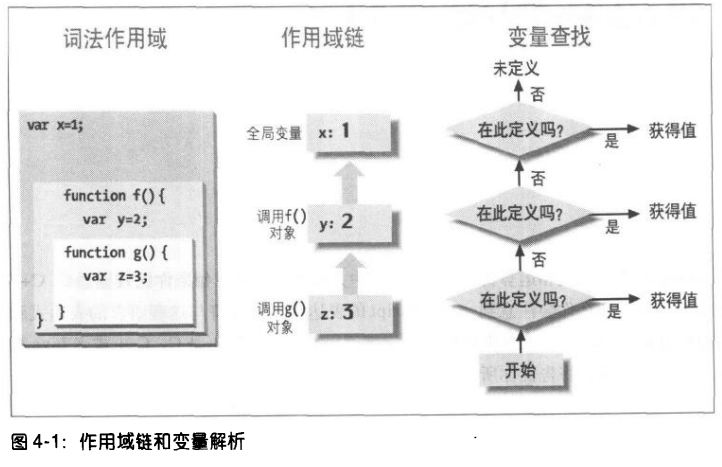 词法作用域
作用域链
变量查找
var x=1;
function f(){
var y=2;
function g() {
var z=3;
}
}
全局变量
x: 1
调用f()
对象
y: 2
调用g()
对象
z: 3
未定义
否
在此定义吗?
是
获得值
否
在此定义吗?
是
获得值
否
在此定义吗?
是
获得值
开始
图 4-1: 作用域链和变量解析